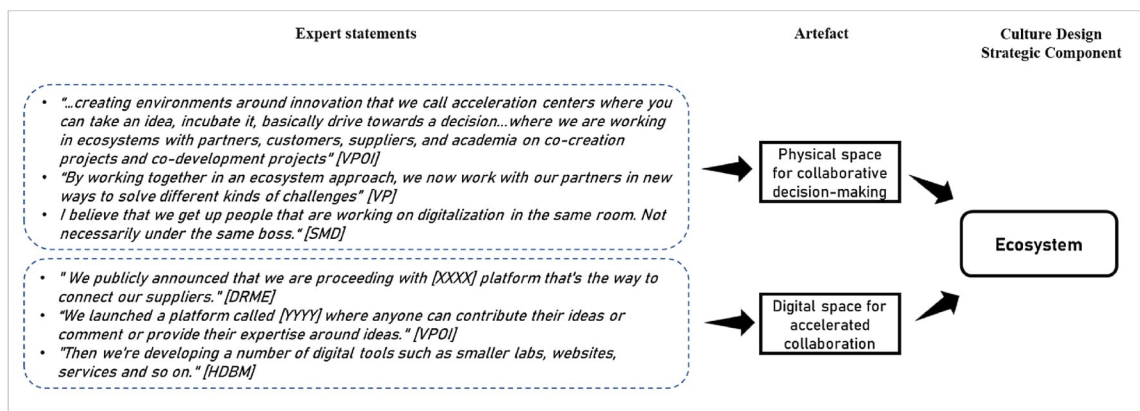 Expert statements
Artefact
Culture Design
Strategic Component
• “...creating environments around innovation that we call acceleration centers where you
can take an idea, incubate it, basically drive towards a decision...where we are working
in ecosystems with partners, customers, suppliers, and academia on co-creation
projects and co-development projects” [VPOI]
• “By working together in an ecosystem approach, we now work with our partners in new
ways to solve different kinds of challenges” [VP]
• I believe that we get up people that are working on digitalization in the same room. Not
necessarily under the same boss.“ [SMD]
Physical space
for collaborative
decision-making
Ecosystem
• " We publicly announced that we are proceeding with [XXXX] platform that's the way to
connect our suppliers." [DRME]
• “We launched a platform called [YYYY] where anyone can contribute their ideas or
comment or provide their expertise around ideas." [VPOI]
• "Then we're developing a number of digital tools such as smaller labs, websites,
services and so on." [HDBM]
Digital space for
accelerated
collaboration